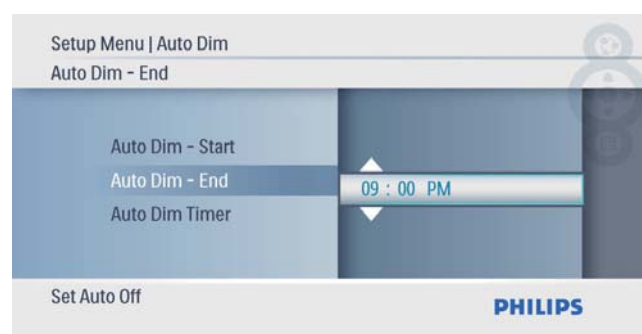 Setup Menu | Auto Dim
Auto Dim - End
Auto Dim - Start
Auto Dim - End
09 : 00 PM
Auto Dim Timer
Set Auto Off
PHILIPS